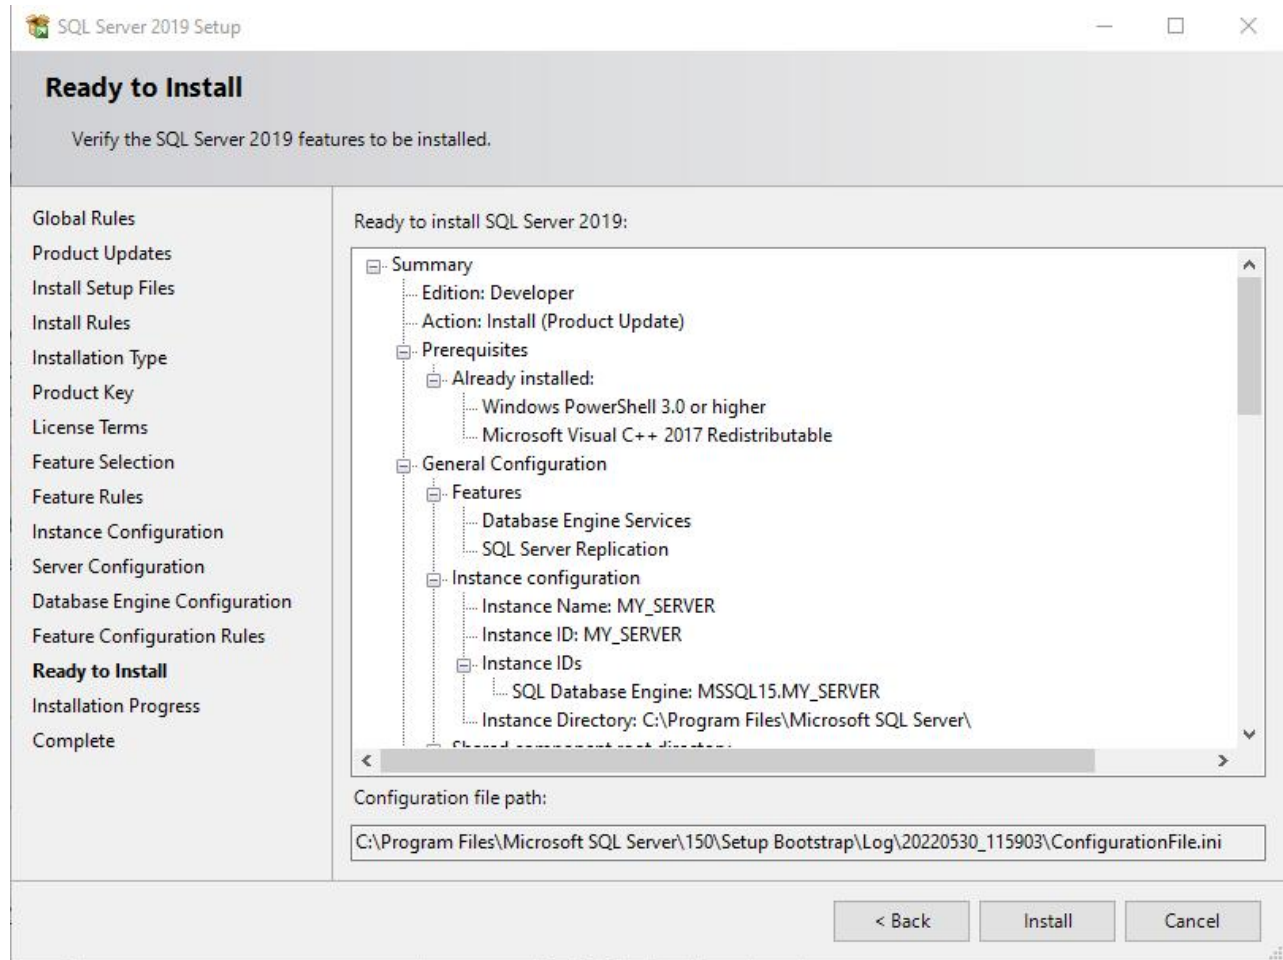 SQL Server 2019 Setup
Ready to Install
Verify the SQL Server 2019 features to be installed.
Global Rules
Product Updates
Install Setup Files
Install Rules
Installation Type
Product Key
License Terms
Feature Selection
Feature Rules
Instance Configuration
Server Configuration
Database Engine Configuration
Feature Configuration Rules
Ready to Install
Installation Progress
Complete
Ready to install SQL Server 2019:
Summary
Edition: Developer
Action: Install (Product Update)
Prerequisites
Already installed:
Windows PowerShell 3.0 or higher
Microsoft Visual C++ 2017 Redistributable
General Configuration
Features
Database Engine Services
SQL Server Replication
Instance configuration
Instance Name: MY_SERVER
Instance ID: MY_SERVER
Instance IDs
SQL Database Engine: MSSQL15.MY_SERVER
Instance Directory: C:\Program Files\Microsoft SQL Server\
Shared component root directory
Configuration file path:
C:\Program Files\Microsoft SQL Server\150\Setup Bootstrap\Log\20220530_115903\ConfigurationFile.ini
< Back
Install
Cancel